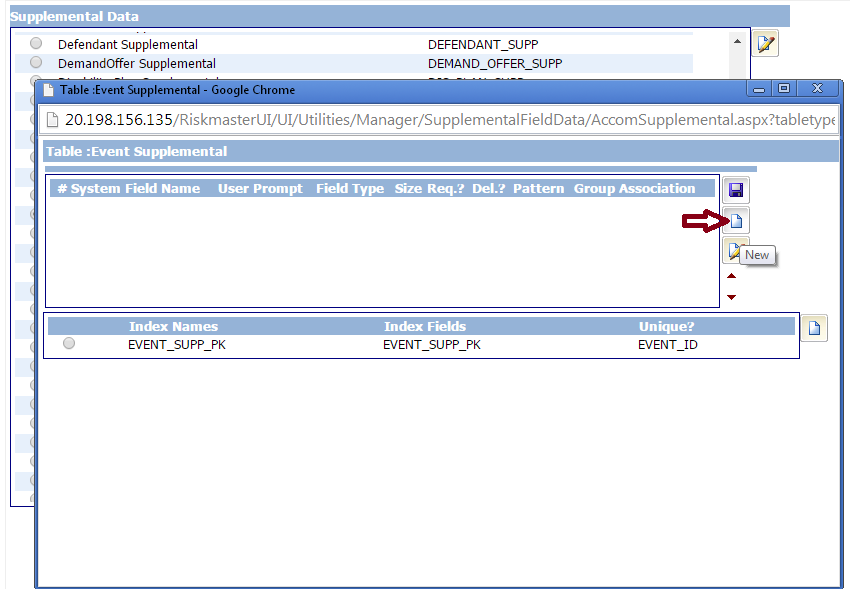 Supplemental Data
Defendant Supplemental DEFENDANT_SUPP
DemandOffer Supplemental DEMAND_OFFER_SUPP
Table :Event Supplemental - Google Chrome
20.198.156.135/RiskmasterUI/UI/Utilities/Manager/SupplementalFieldData/AccomSupplemental.aspx?tabletype
Table :Event Supplemental
# System Field Name User Prompt Field Type Size Req.? Del.? Pattern Group Association
New
Index Names Index Fields Unique?
EVENT_SUPP_PK EVENT_SUPP_PK EVENT_ID